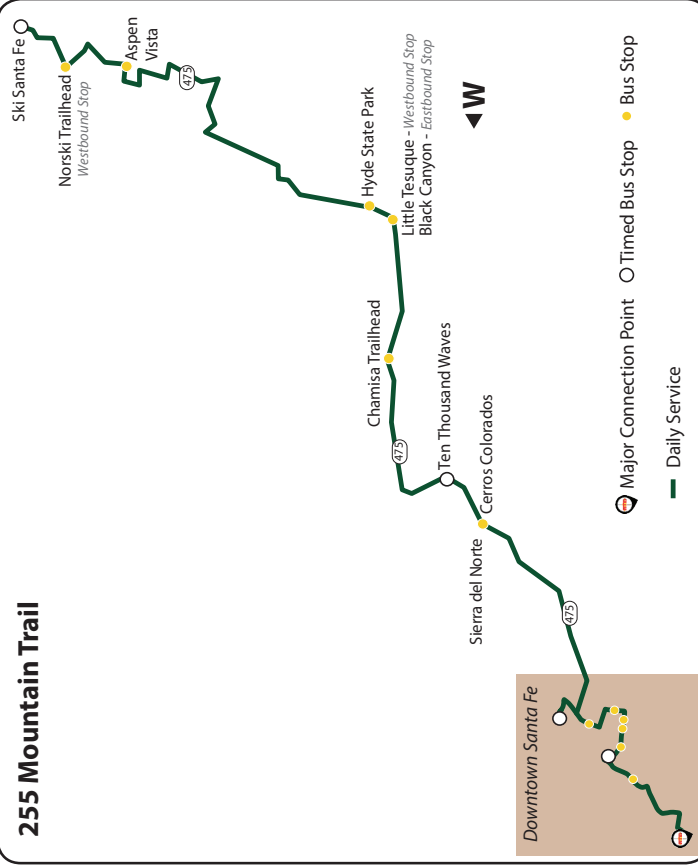 255 Mountain Trail
Ski Santa Fe
Norski Trailhead
Westbound Stop
Aspen
Vista
475
Hyde State Park
Little Tesuque - Westbound Stop
Black Canyon - Eastbound Stop
W
Chamisa Trailhead
475
Ten Thousand Waves
Cerros Colorados
Sierra del Norte
475
Downtown Santa Fe
Major Connection Point
Timed Bus Stop
Bus Stop
Daily Service